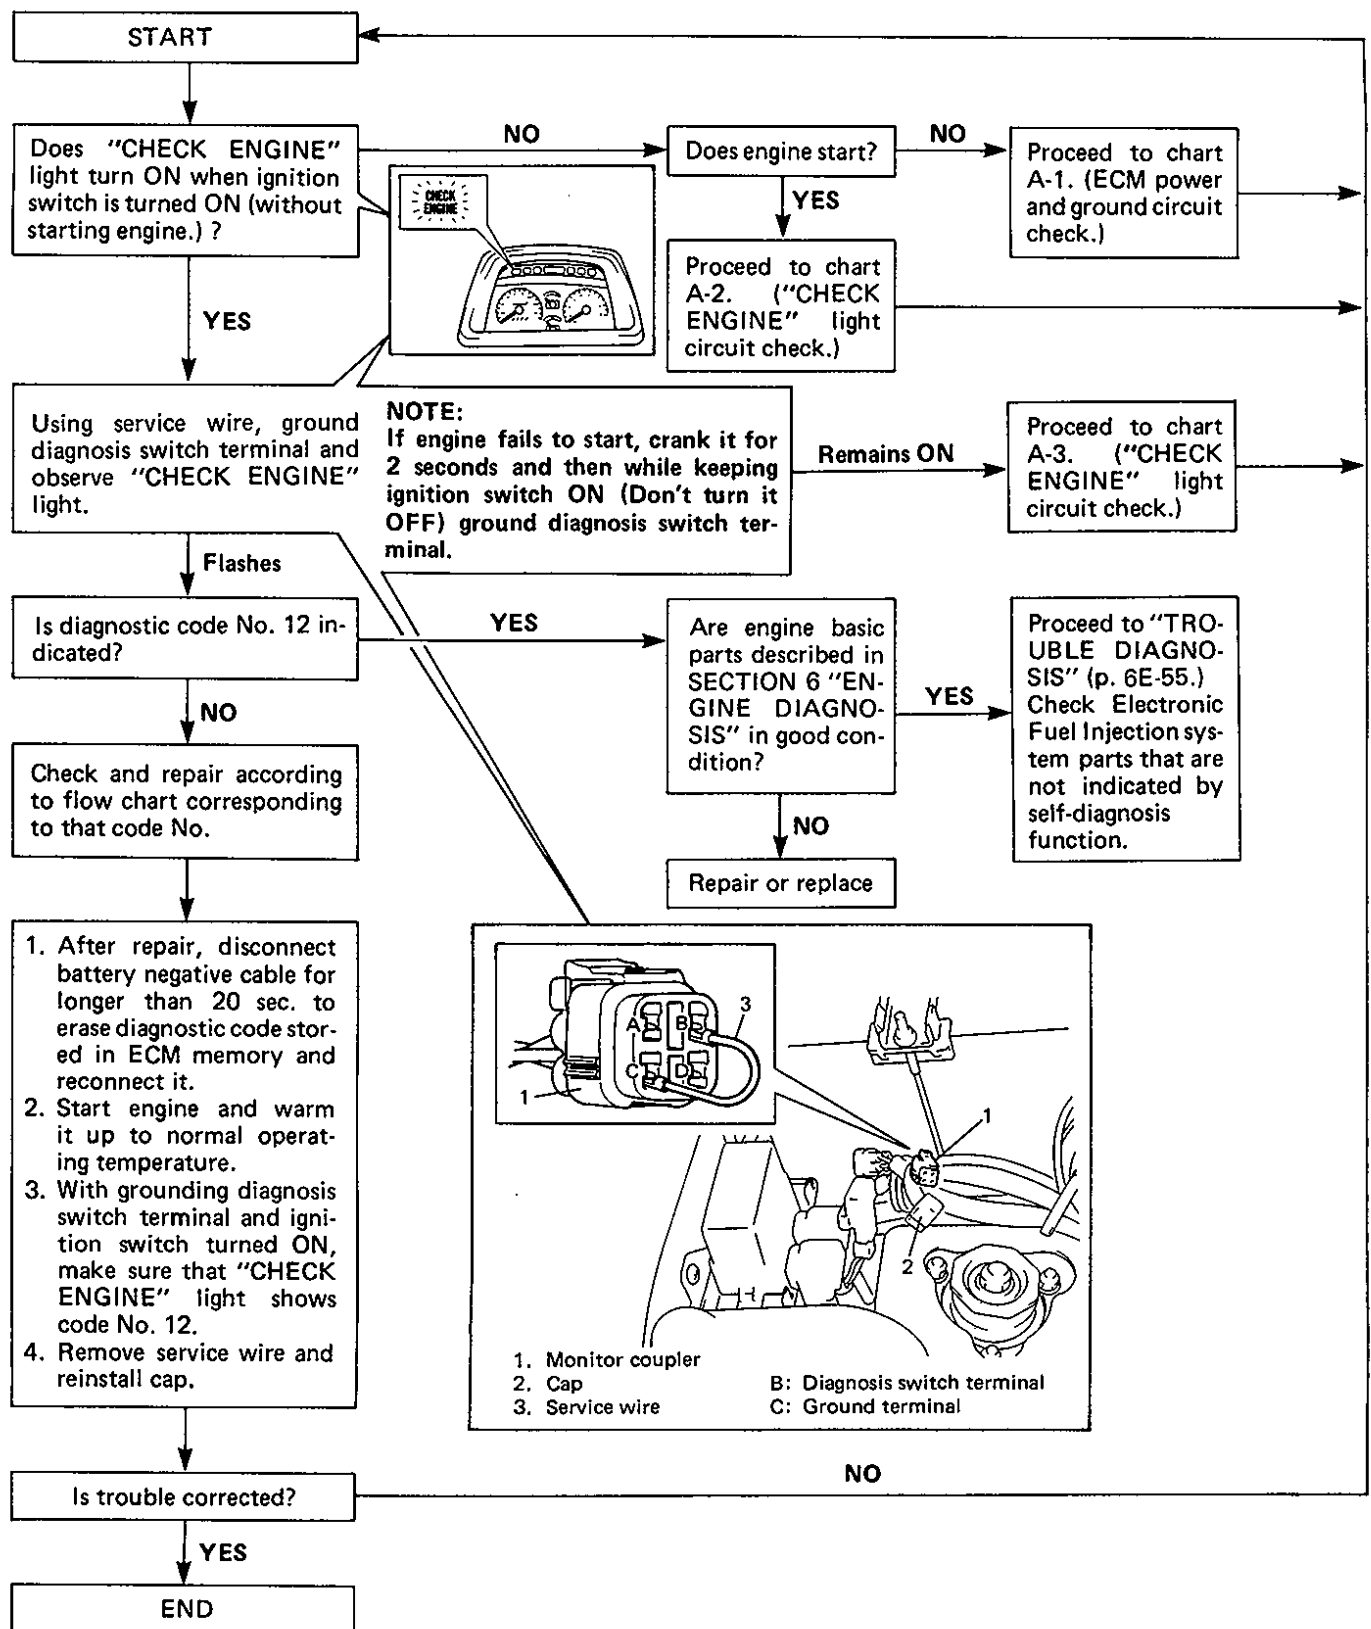 START
Does "CHECK ENGINE"
light turn ON when ignition
switch is turned ON (without
starting engine.) ?
NO
Does engine start?
NO
Proceed to chart
A-1. (ECM power
and ground circuit
check.)
CHECK
ENGINE
YES
Proceed to chart
A-2. ("CHECK
ENGINE" light
circuit check.)
YES
Using service wire, ground
diagnosis switch terminal and
observe "CHECK ENGINE"
light.
NOTE:
If engine fails to start, crank it for
2 seconds and then while keeping
ignition switch ON (Don't turn it
OFF) ground diagnosis switch ter-
minal.
Remains ON
Proceed to chart
A-3. ("CHECK
ENGINE" light
circuit check.)
Flashes
Is diagnostic code No. 12 in-
dicated?
YES
Are engine basic
parts described in
SECTION 6 "EN-
GINE DIAGNO-
SIS" in good con-
dition?
YES
Proceed to "TRO-
UBLE DIAGNO-
SIS" (p. 6E-55.)
Check Electronic
Fuel Injection sys-
tem parts that are
not indicated by
self-diagnosis
function.
NO
Check and repair according
to flow chart corresponding
to that code No.
NO
Repair or replace
1. After repair, disconnect
battery negative cable for
longer than 20 sec. to
erase diagnostic code stor-
ed in ECM memory and
reconnect it.
2. Start engine and warm
it up to normal operat-
ing temperature.
3. With grounding diagnosis
switch terminal and igni-
tion switch turned ON,
make sure that "CHECK
ENGINE" light shows
code No. 12.
4. Remove service wire and
reinstall cap.
A
B
C
D
3
1
1
2
1. Monitor coupler
2. Cap
3. Service wire
B: Diagnosis switch terminal
C: Ground terminal
Is trouble corrected?
NO
YES
END